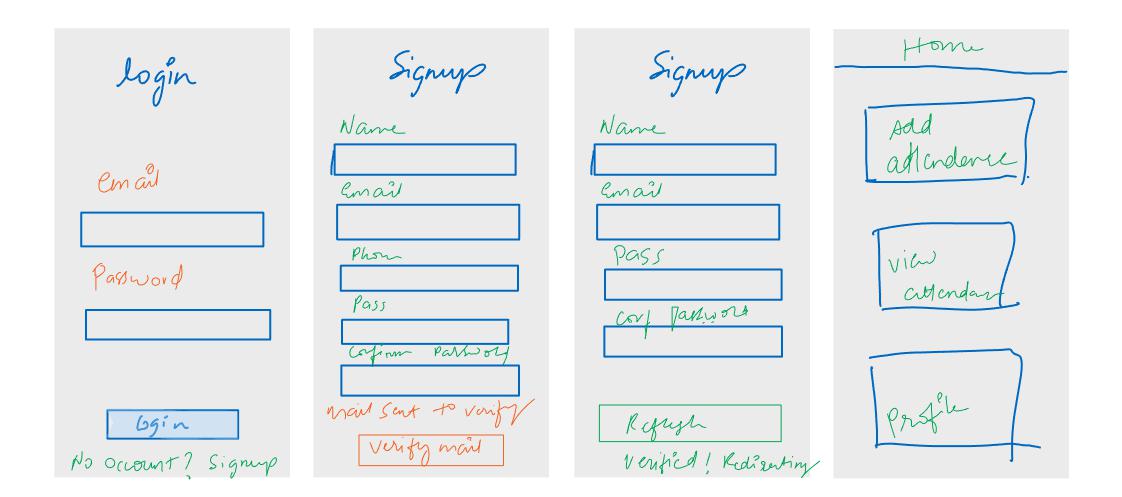 login
Email
Password
Login
No account? Signup
Signup
Name
Email
Phone
Pass
Confirm Password
Mail Sent to verify
Verify mail
Signup
Name
Email
Pass
Conf Password
Refresh
Verified! Redirecting
Home
Add
attendence
View
attendance
Profile